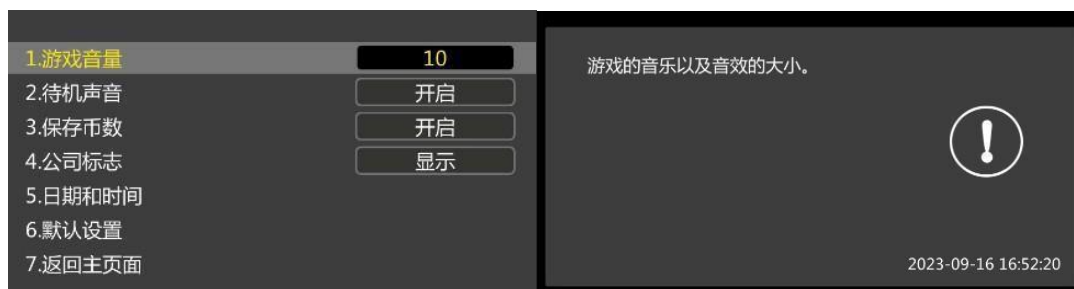 1.游戏音量 10
2.待机声音 开启
3.保存币数 开启
4.公司标志 显示
5.日期和时间
6.默认设置
7.返回主页面
游戏的音乐以及音效的大小。
2023-09-16 16:52:20